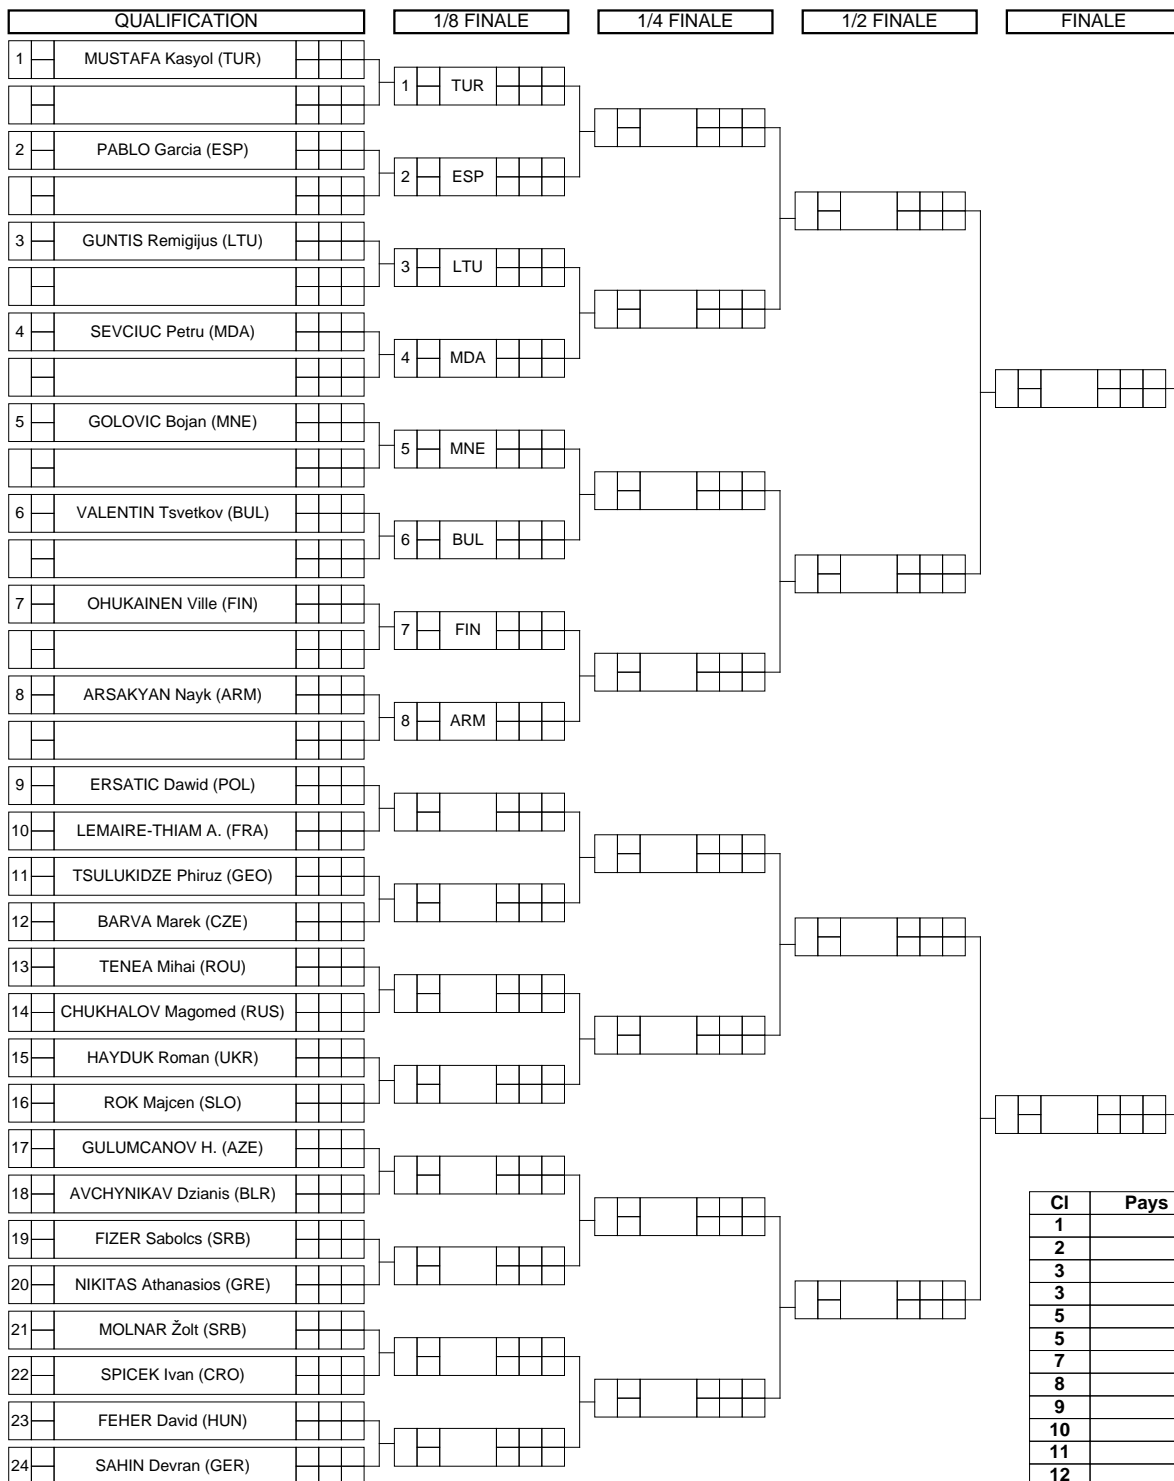 QUALIFICATION 1/8 FINALE 1/4 FINALE 1/2 FINALE FINALE
1 MUSTAFA Kasyol (TUR)
1 TUR
2 PABLO Garcia (ESP)
2 ESP
3 GUNTIS Remigijus (LTU)
3 LTU
4 SEVCIUC Petru (MDA)
4 MDA
5 GOLOVIC Bojan (MNE)
5 MNE
6 VALENTIN Tsvetkov (BUL)
6 BUL
7 OHUKAINEN Ville (FIN)
7 FIN
8 ARSAKYAN Nayk (ARM)
8 ARM
9 ERSATIC Dawid (POL)
10 LEMAIRE-THIAM A. (FRA)
11 TSULUKIDZE Phiruz (GEO)
12 BARVA Marek (CZE)
13 TENEA Mihai (ROU)
14 CHUKHALOV Magomed (RUS)
15 HAYDUK Roman (UKR)
16 ROK Majcen (SLO)
17 GULUMCANOV H. (AZE)
18 AVCHYNIKAV Dzianis (BLR)
19 FIZER Sabolcs (SRB)
20 NIKITAS Athanasios (GRE)
21 MOLNAR Žolt (SRB)
22 SPICEK Ivan (CRO)
23 FEHER David (HUN)
24 SAHIN Devran (GER)
Cl Pays
1
2
3
3
5
5
7
8
9
10
11
12